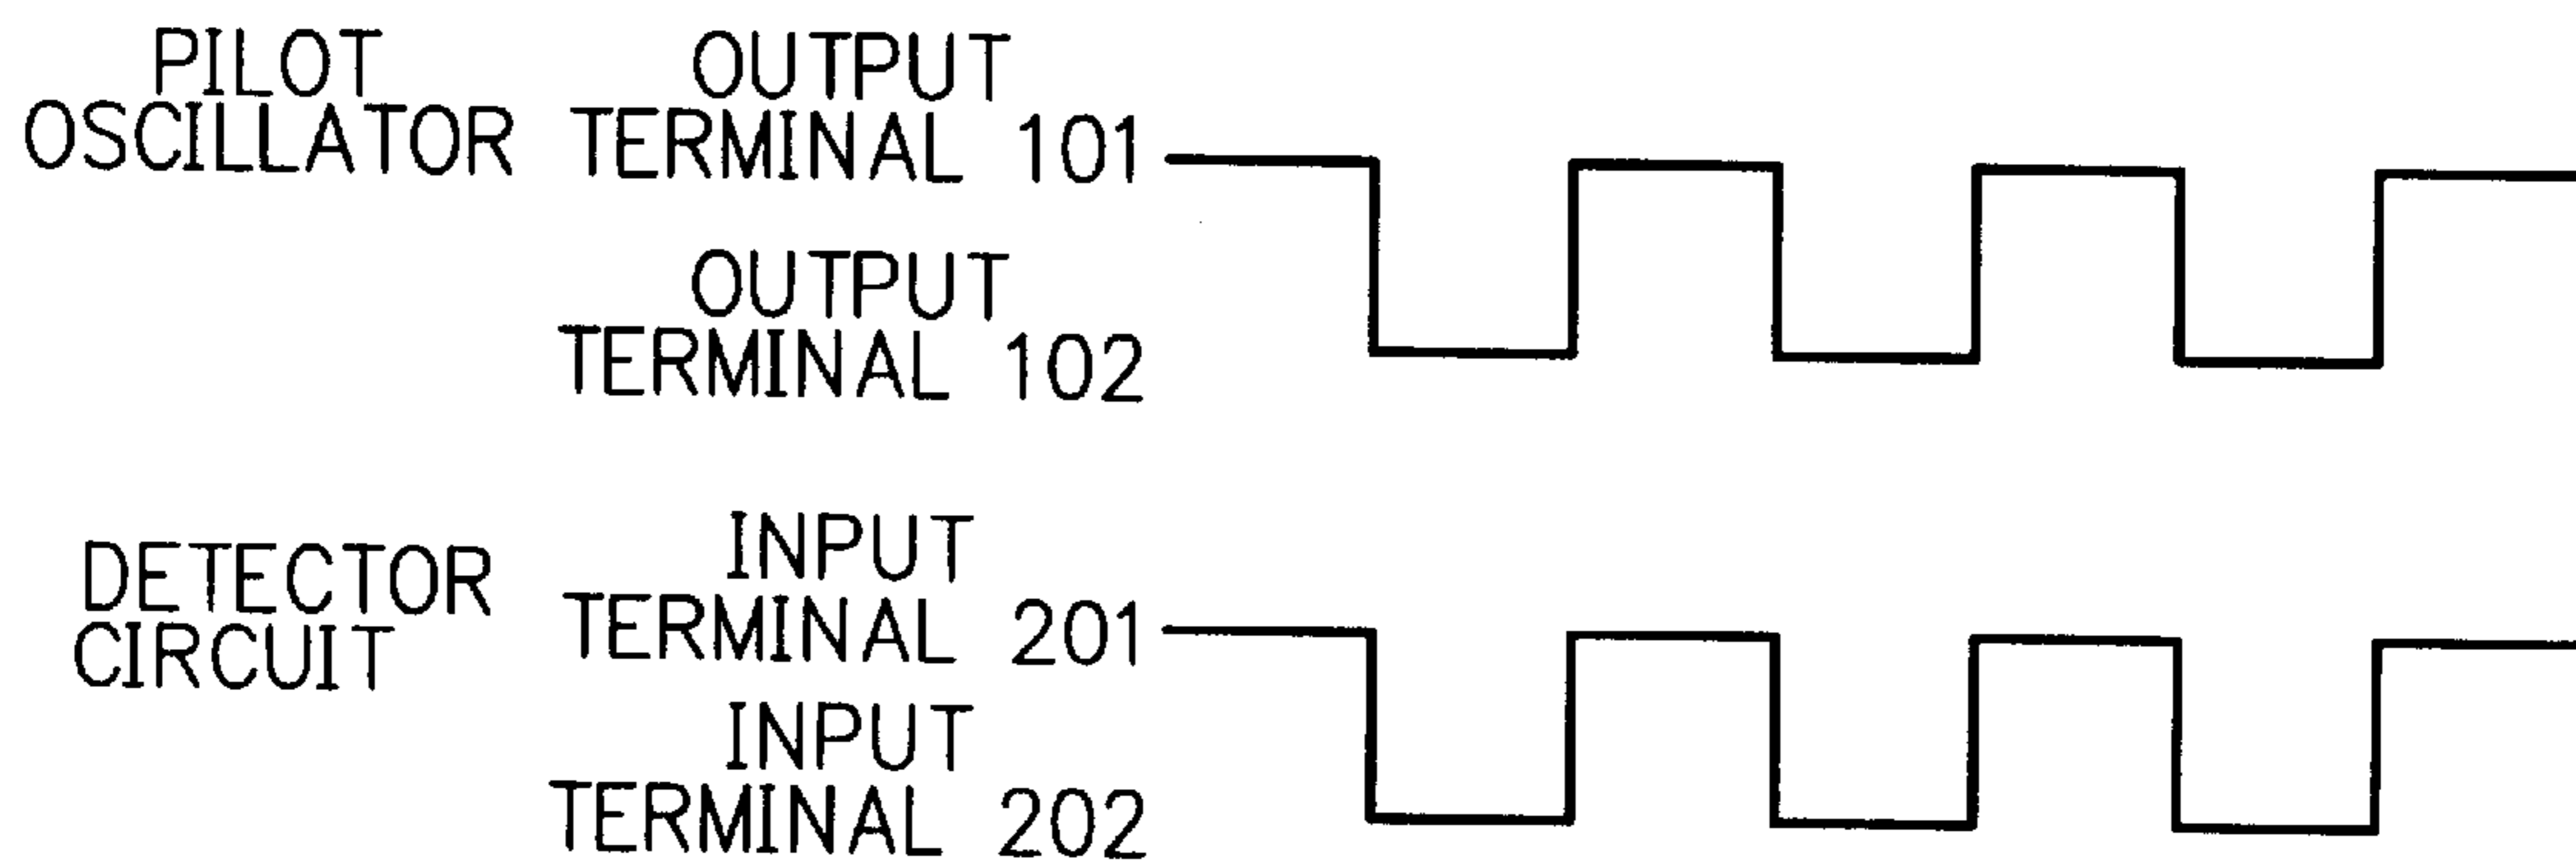 PILOT
OSCILLATOR
OUTPUT
TERMINAL 101
OUTPUT
TERMINAL 102
DETECTOR
CIRCUIT
INPUT
TERMINAL 201
INPUT
TERMINAL 202